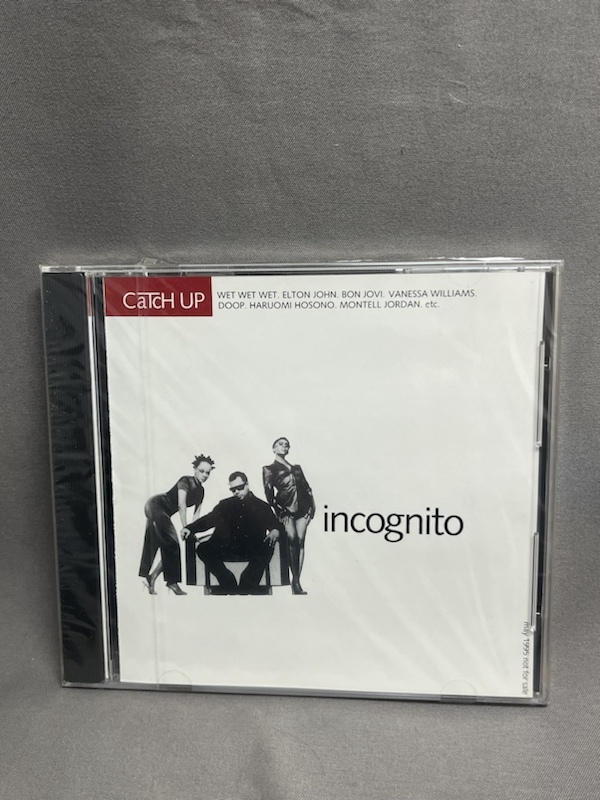 CaTcH UP
WET WET WET. ELTON JOHN. BON JOVI. VANESSA WILLIAMS.
DOOP. HARUOMI HOSONO. MONTELL JORDAN. etc.
incognito
may 1995 not for sale